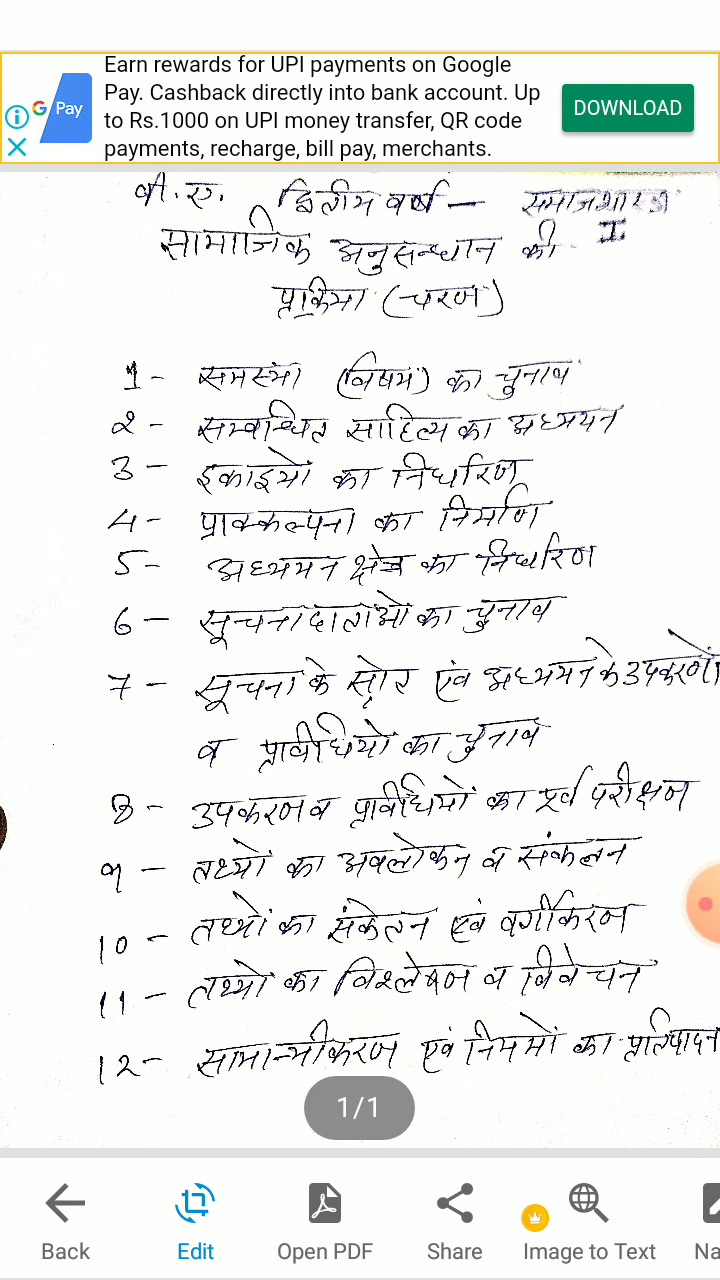 Earn rewards for UPI payments on Google
Pay. Cashback directly into bank account. Up
to Rs.1000 on UPI money transfer, QR code
payments, recharge, bill pay, merchants.
G Pay
DOWNLOAD
बी.ए. द्वितीय वर्ष — समाजशास्त्र I
सामाजिक अनुसन्धान की
प्रक्रिया (चरण)
1- समस्या (विषय) का चुनाव
2- सम्बन्धित साहित्य का अध्ययन
3- इकाइयों का निर्धारण
4- प्राक्कल्पना का निर्माण
5- अध्ययन क्षेत्र का निर्धारण
6- सूचनादाताओं का चुनाव
7- सूचना के स्रोत एवं अध्ययन के उपकरणों
व प्रविधियों का चुनाव
8- उपकरण व प्रविधियों का पूर्व परीक्षण
९- तथ्यों का अवलोकन व संकलन
10- तथ्यों का संकेतन एवं वर्गीकरण
11- तथ्यों का विश्लेषण व विवेचन
12- सामान्यीकरण एवं नियमों का प्रतिपादन
1/1
Back Edit Open PDF Share Image to Text Na